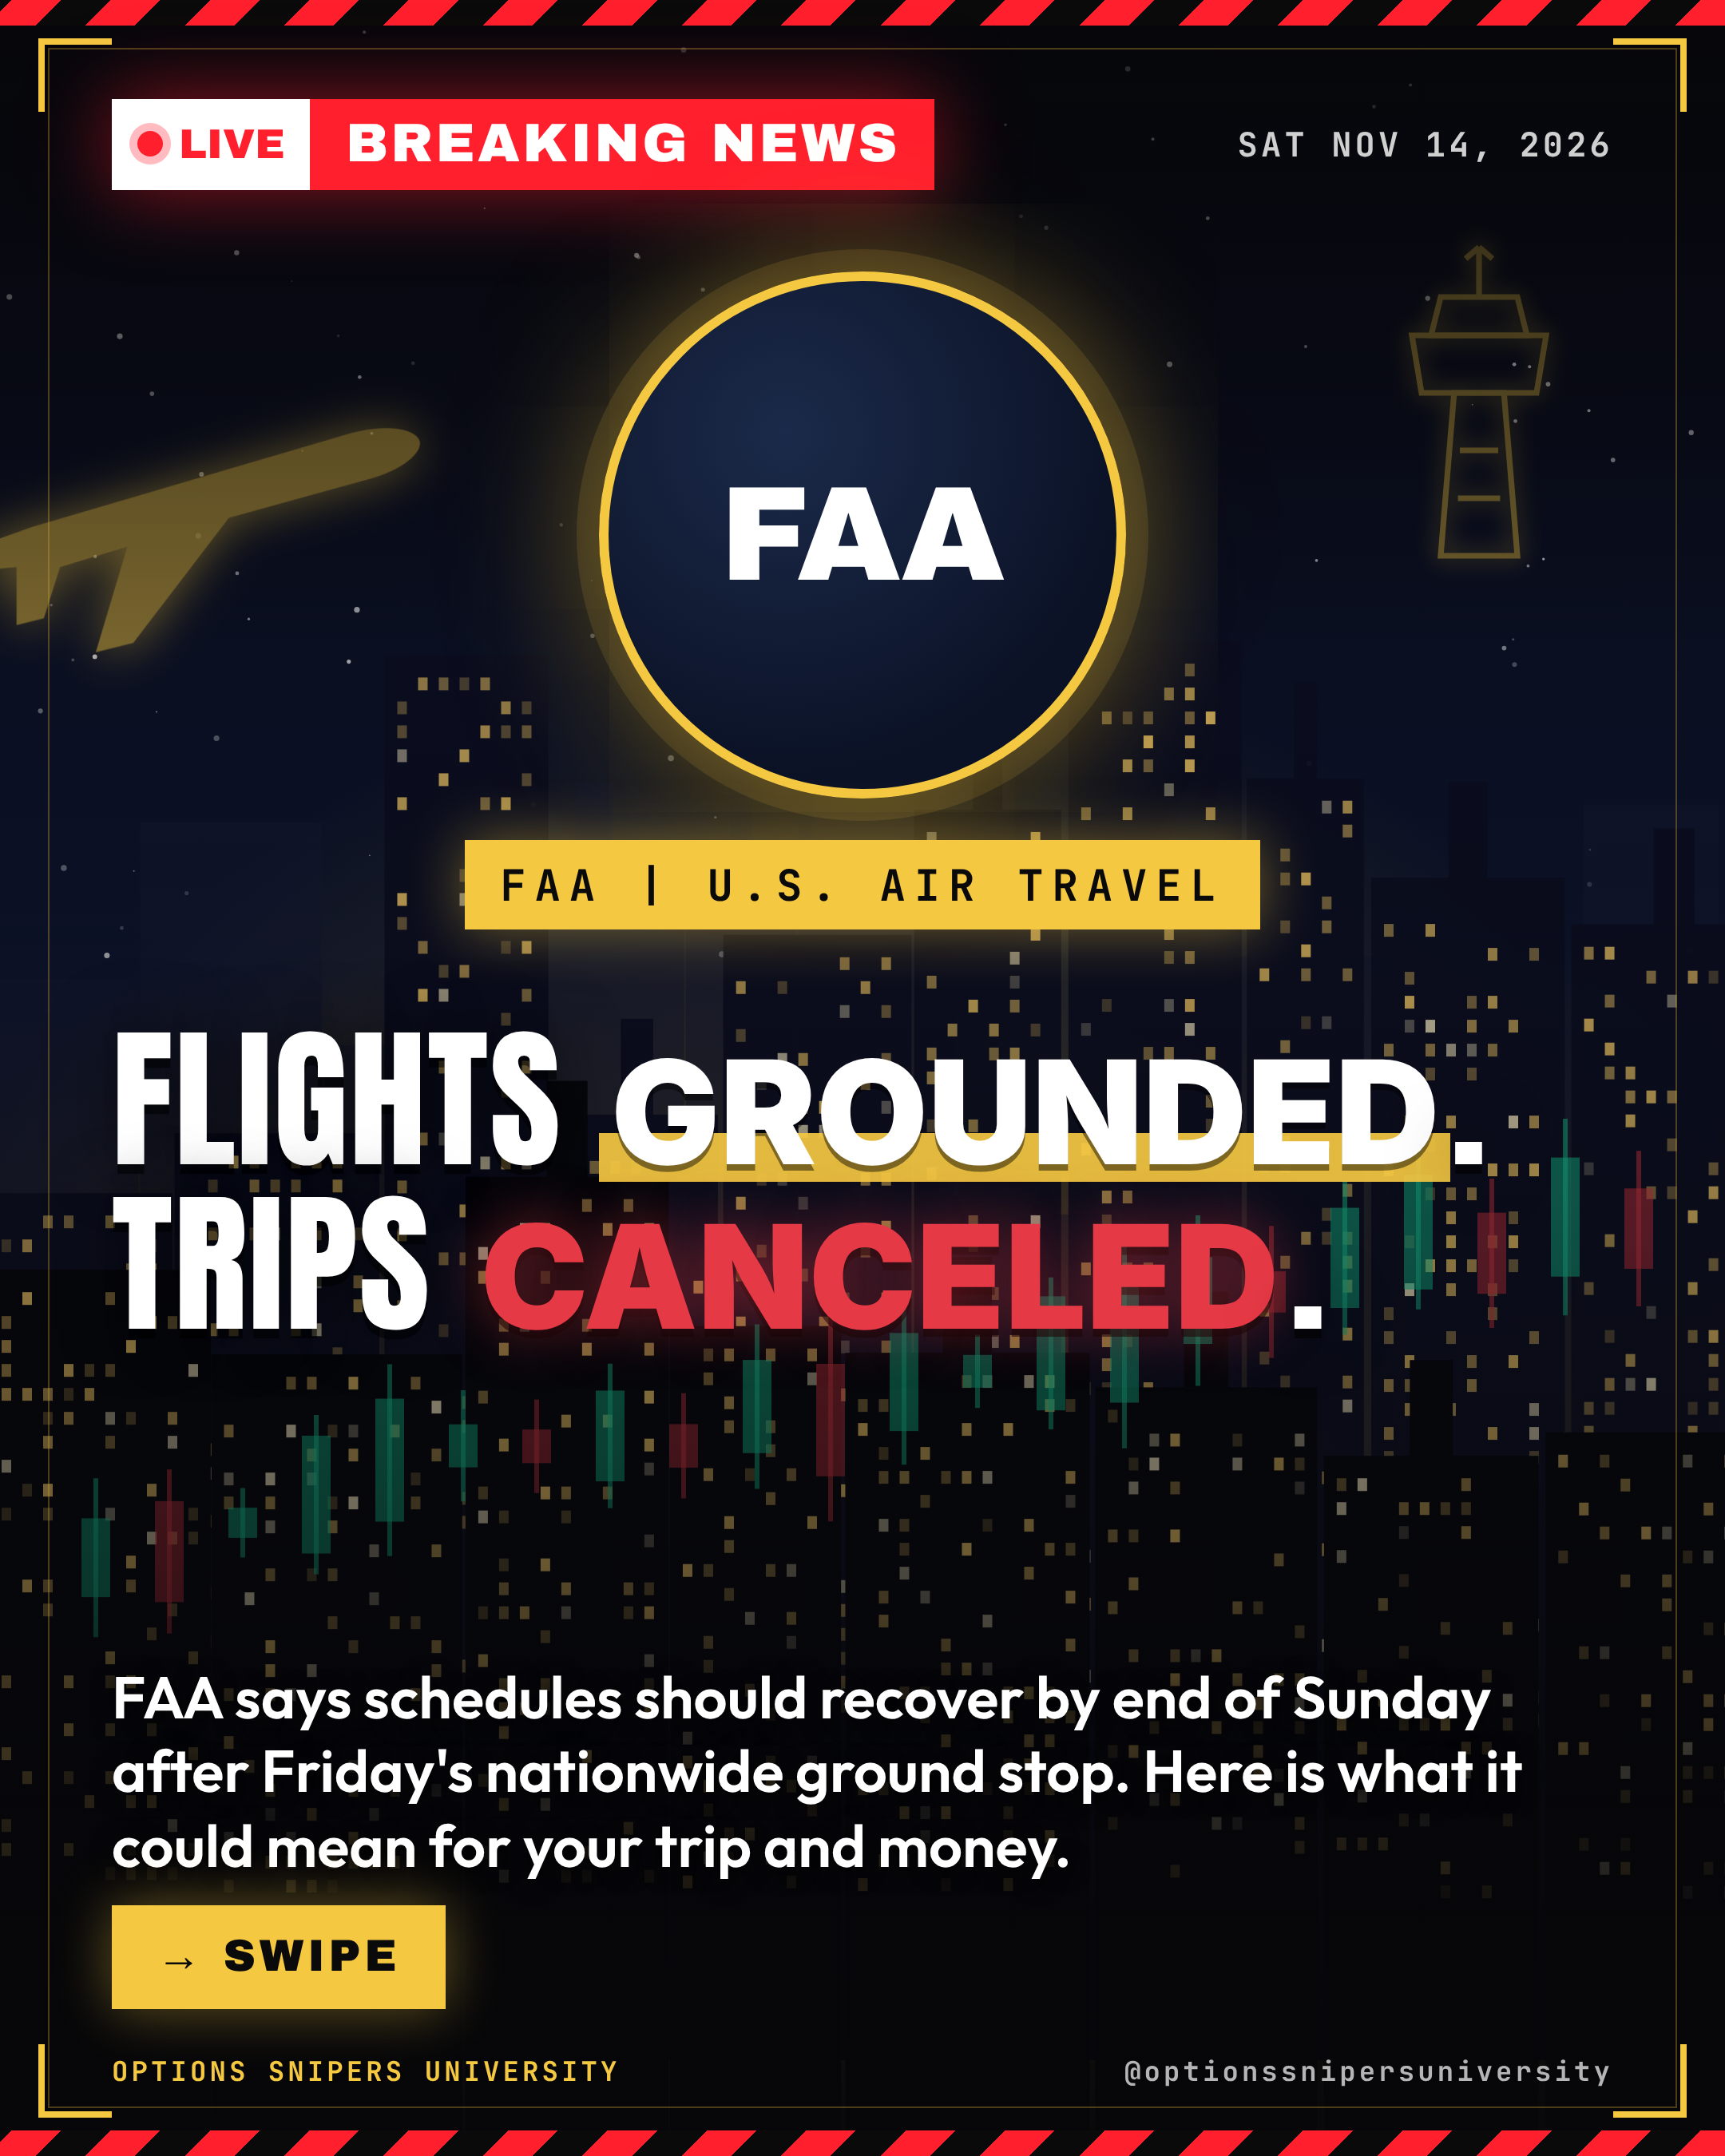 LIVE BREAKING NEWS
SAT NOV 14, 2026
FAA
FAA | U.S. AIR TRAVEL
FLIGHTS GROUNDED.
TRIPS CANCELED.
FAA says schedules should recover by end of Sunday
after Friday's nationwide ground stop. Here is what it
could mean for your trip and money.
→ SWIPE
OPTIONS SNIPERS UNIVERSITY
@optionssnipersuniversity